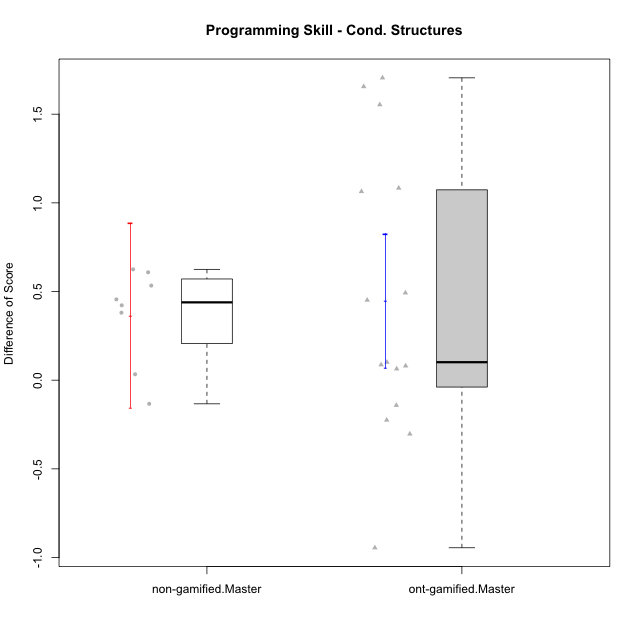 Programming Skill - Cond. Structures
Difference of Score
1.5
1.0
0.5
0.0
-0.5
-1.0
non-gamified.Master
ont-gamified.Master